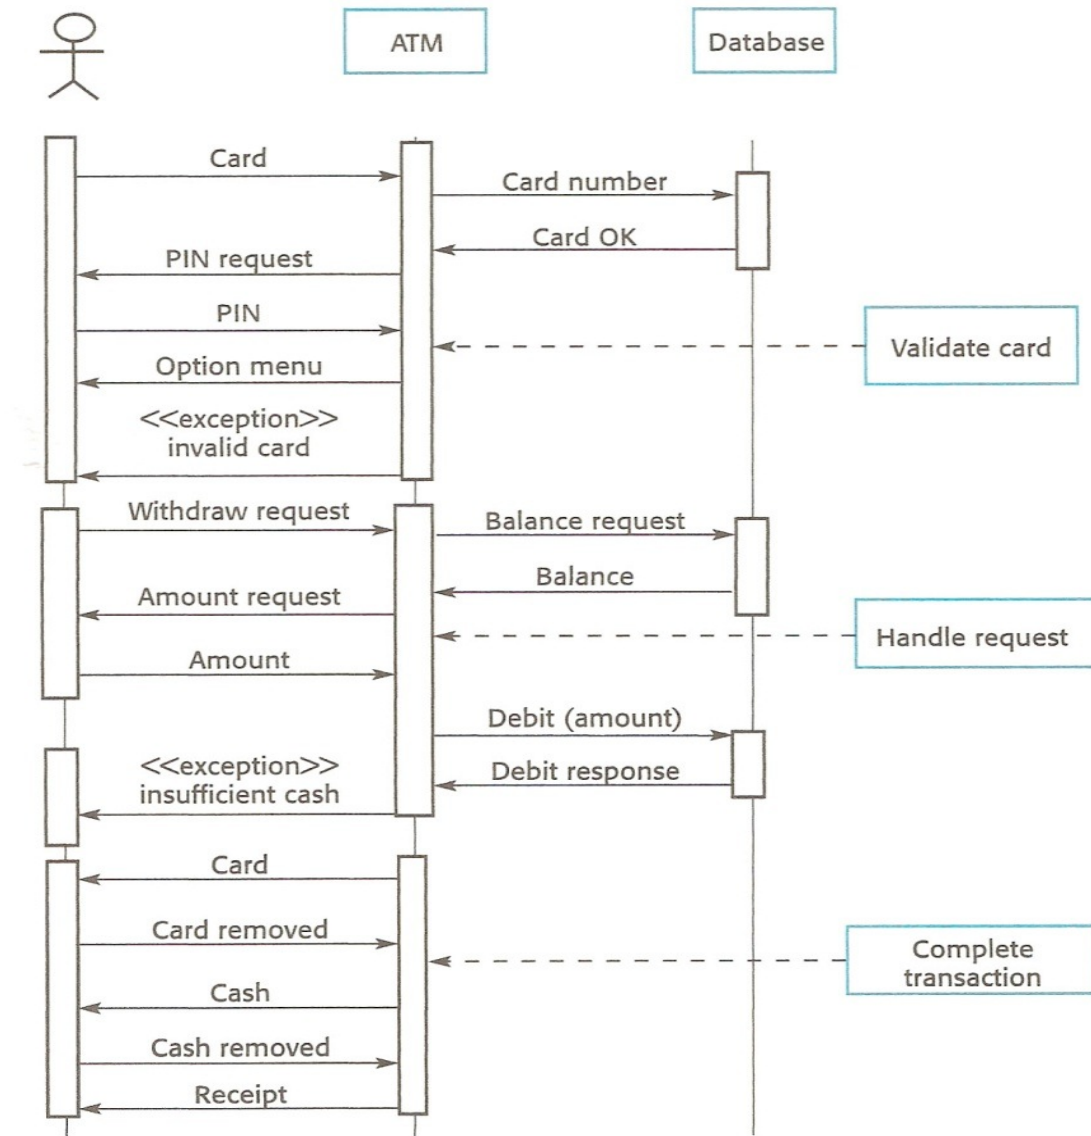 ATM
Database
Card
Card number
Card OK
PIN request
PIN
Validate card
Option menu
<<exception>>
invalid card
Withdraw request
Balance request
Balance
Amount request
Handle request
Amount
Debit (amount)
<<exception>>
insufficient cash
Debit response
Card
Card removed
Complete
transaction
Cash
Cash removed
Receipt